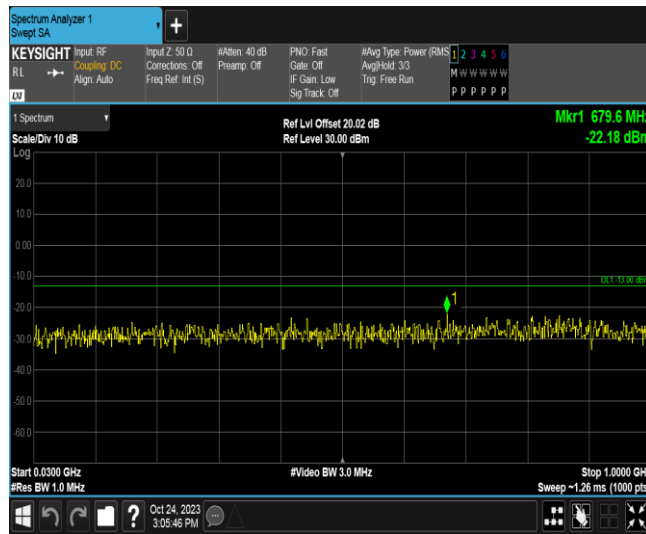 Spectrum Analyzer 1
Swept SA
KEYSIGHT Input: RF Input Z: 50 Ω #Atten: 40 dB PNO: Fast #Avg Type: Power (RMS 1 2 3 4 5 6
RL Coupling: DC Corrections: Off Preamp: Off Gate: Off Avg|Hold: 3/3 M W W W W W
Align: Auto Freq Ref: Int (S) IF Gain: Low Trig: Free Run
LXI Sig Track: Off P P P P P P
1 Spectrum Ref Lvl Offset 20.02 dB Mkr1 679.6 MHz
Scale/Div 10 dB Ref Level 30.00 dBm -22.18 dBm
Log
20.0
10.0
0.00
-10.0
DL1 -13.00 dB
1
-20.0
-30.0
-40.0
-50.0
-60.0
Start 0.0300 GHz #Video BW 3.0 MHz Stop 1.0000 GH
#Res BW 1.0 MHz Sweep ~1.26 ms (1000 pts
? Oct 24, 2023
3:05:46 PM